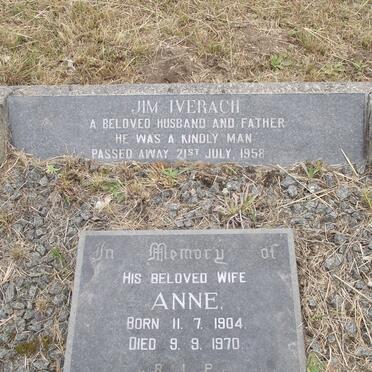 JIM IVERACH
A BELOVED HUSBAND AND FATHER
HE WAS A KINDLY MAN
PASSED AWAY 21ST JULY, 1958
In Memory of
HIS BELOVED WIFE
ANNE.
BORN 11. 7. 1904
DIED 9. 9. 1970.
R.I.P.